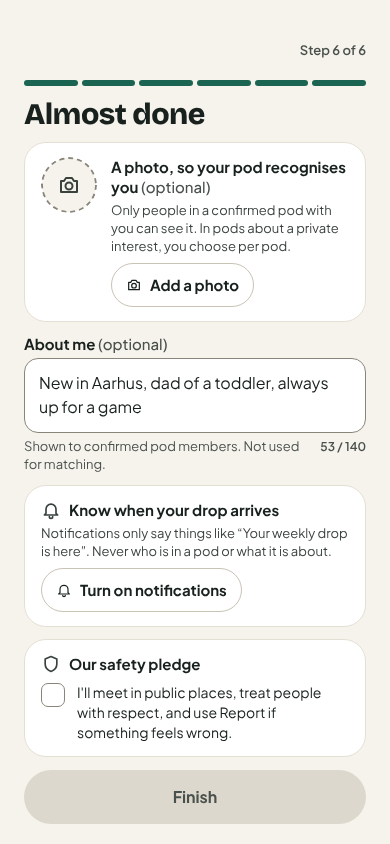 Step 6 of 6
Almost done
A photo, so your pod recognises
you (optional)
Only people in a confirmed pod with
you can see it. In pods about a private
interest, you choose per pod.
Add a photo
About me (optional)
New in Aarhus, dad of a toddler, always
up for a game
Shown to confirmed pod members. Not used
for matching.
53 / 140
Know when your drop arrives
Notifications only say things like “Your weekly drop
is here”. Never who is in a pod or what it is about.
Turn on notifications
Our safety pledge
I'll meet in public places, treat people
with respect, and use Report if
something feels wrong.
Finish